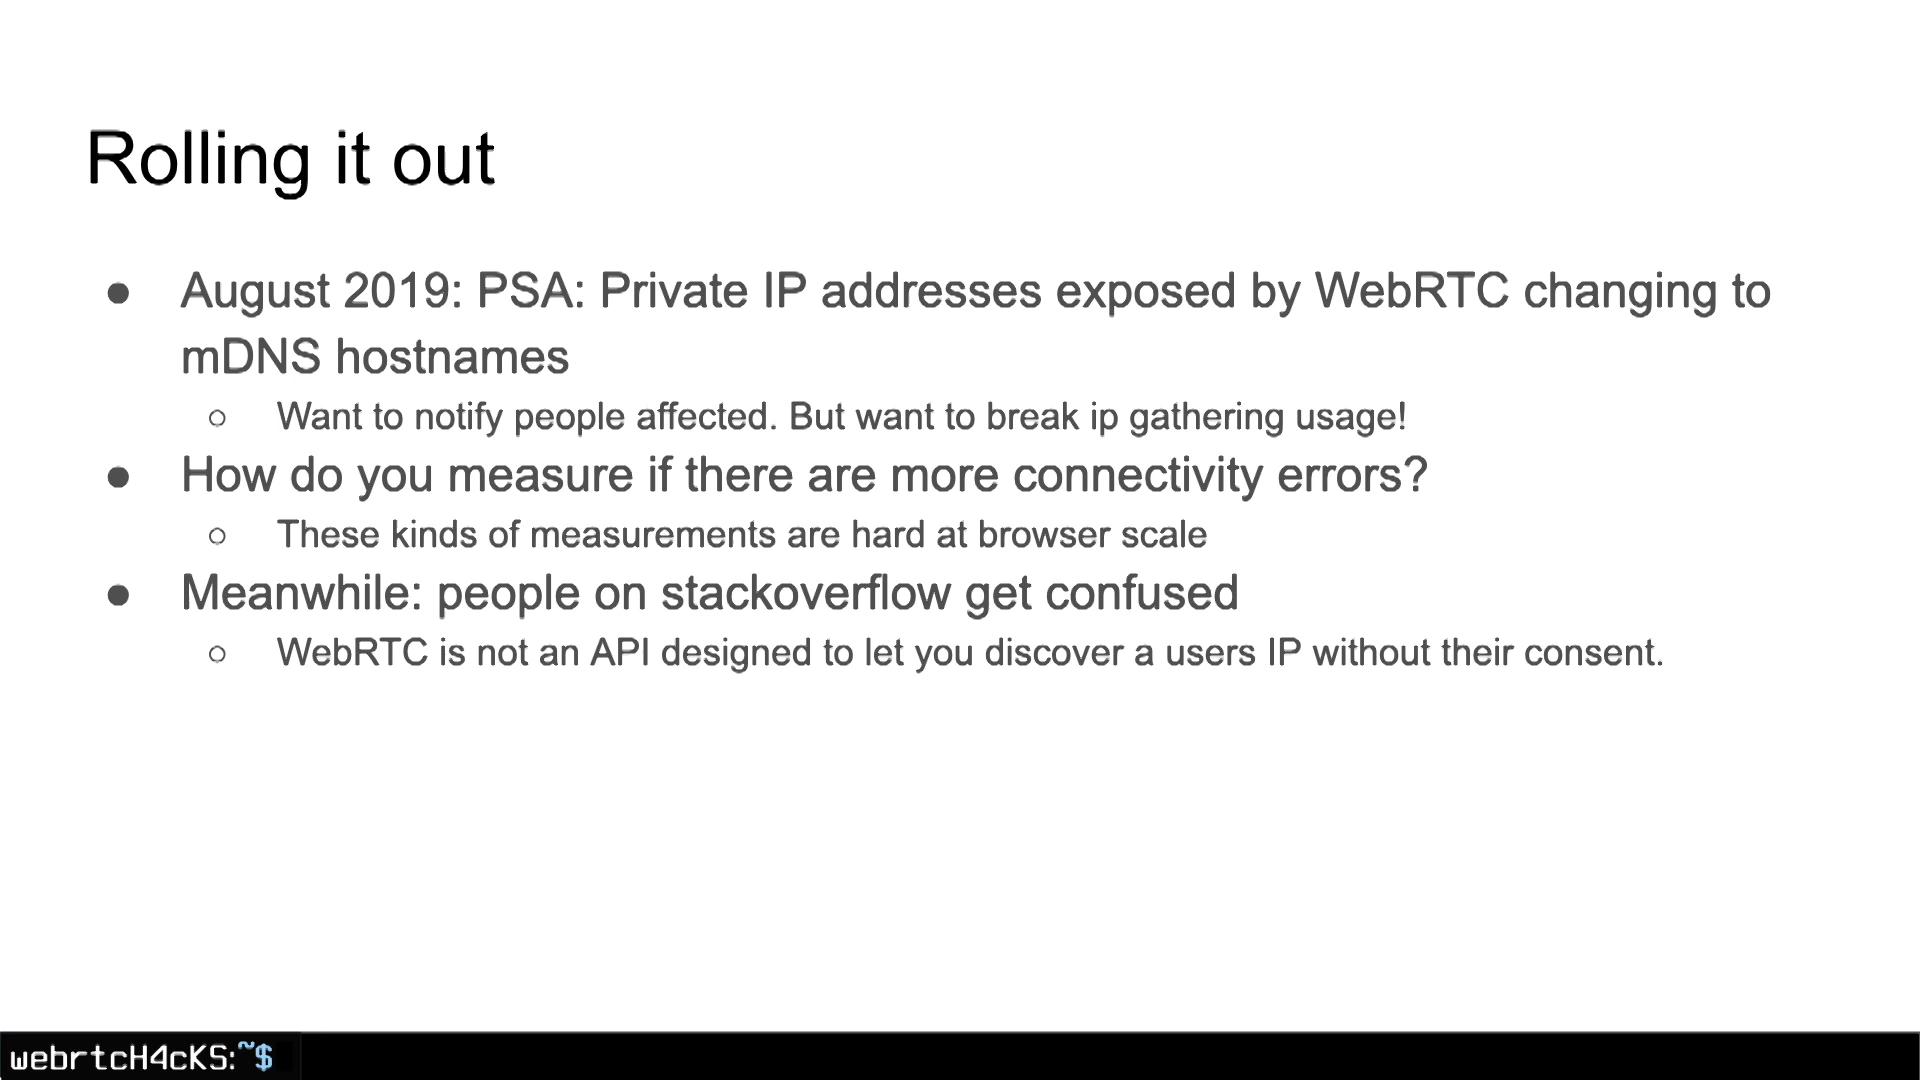 Rolling it out
● August 2019: PSA: Private IP addresses exposed by WebRTC changing to
mDNS hostnames
○ Want to notify people affected. But want to break ip gathering usage!
● How do you measure if there are more connectivity errors?
○ These kinds of measurements are hard at browser scale
● Meanwhile: people on stackoverflow get confused
○ WebRTC is not an API designed to let you discover a users IP without their consent.
webrtcH4cKS:~$